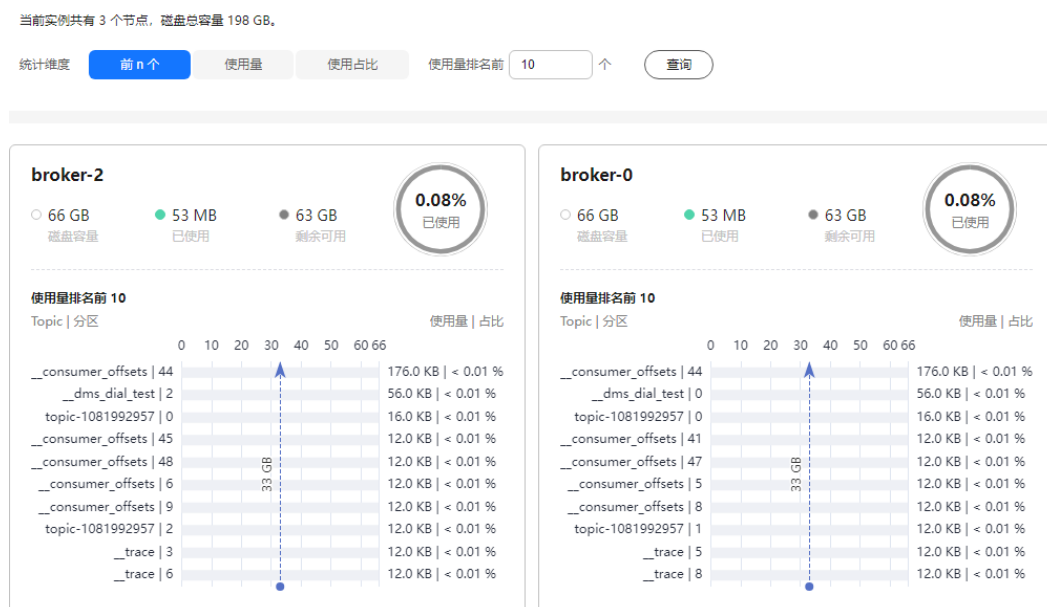 当前实例共有 3 个节点，磁盘总容量 198 GB。
统计维度 前 n 个 使用量 使用占比 使用量排名前 10 个 查询
broker-2
0.08%
已使用
66 GB 53 MB 63 GB
磁盘容量 已使用 剩余可用
使用量排名前 10
Topic | 分区 使用量 | 占比
0 10 20 30 40 50 60 66
__consumer_offsets | 44 176.0 KB | < 0.01 %
__dms_dial_test | 2 56.0 KB | < 0.01 %
topic-1081992957 | 0 16.0 KB | < 0.01 %
__consumer_offsets | 45 12.0 KB | < 0.01 %
__consumer_offsets | 48 12.0 KB | < 0.01 %
__consumer_offsets | 6 12.0 KB | < 0.01 %
__consumer_offsets | 9 12.0 KB | < 0.01 %
topic-1081992957 | 2 12.0 KB | < 0.01 %
__trace | 3 12.0 KB | < 0.01 %
__trace | 6 12.0 KB | < 0.01 %
33 GB
broker-0
0.08%
已使用
66 GB 53 MB 63 GB
磁盘容量 已使用 剩余可用
使用量排名前 10
Topic | 分区 使用量 | 占比
0 10 20 30 40 50 60 66
__consumer_offsets | 44 176.0 KB | < 0.01 %
__dms_dial_test | 0 56.0 KB | < 0.01 %
topic-1081992957 | 0 16.0 KB | < 0.01 %
__consumer_offsets | 41 12.0 KB | < 0.01 %
__consumer_offsets | 47 12.0 KB | < 0.01 %
__consumer_offsets | 5 12.0 KB | < 0.01 %
__consumer_offsets | 8 12.0 KB | < 0.01 %
topic-1081992957 | 1 12.0 KB | < 0.01 %
__trace | 5 12.0 KB | < 0.01 %
__trace | 8 12.0 KB | < 0.01 %
33 GB